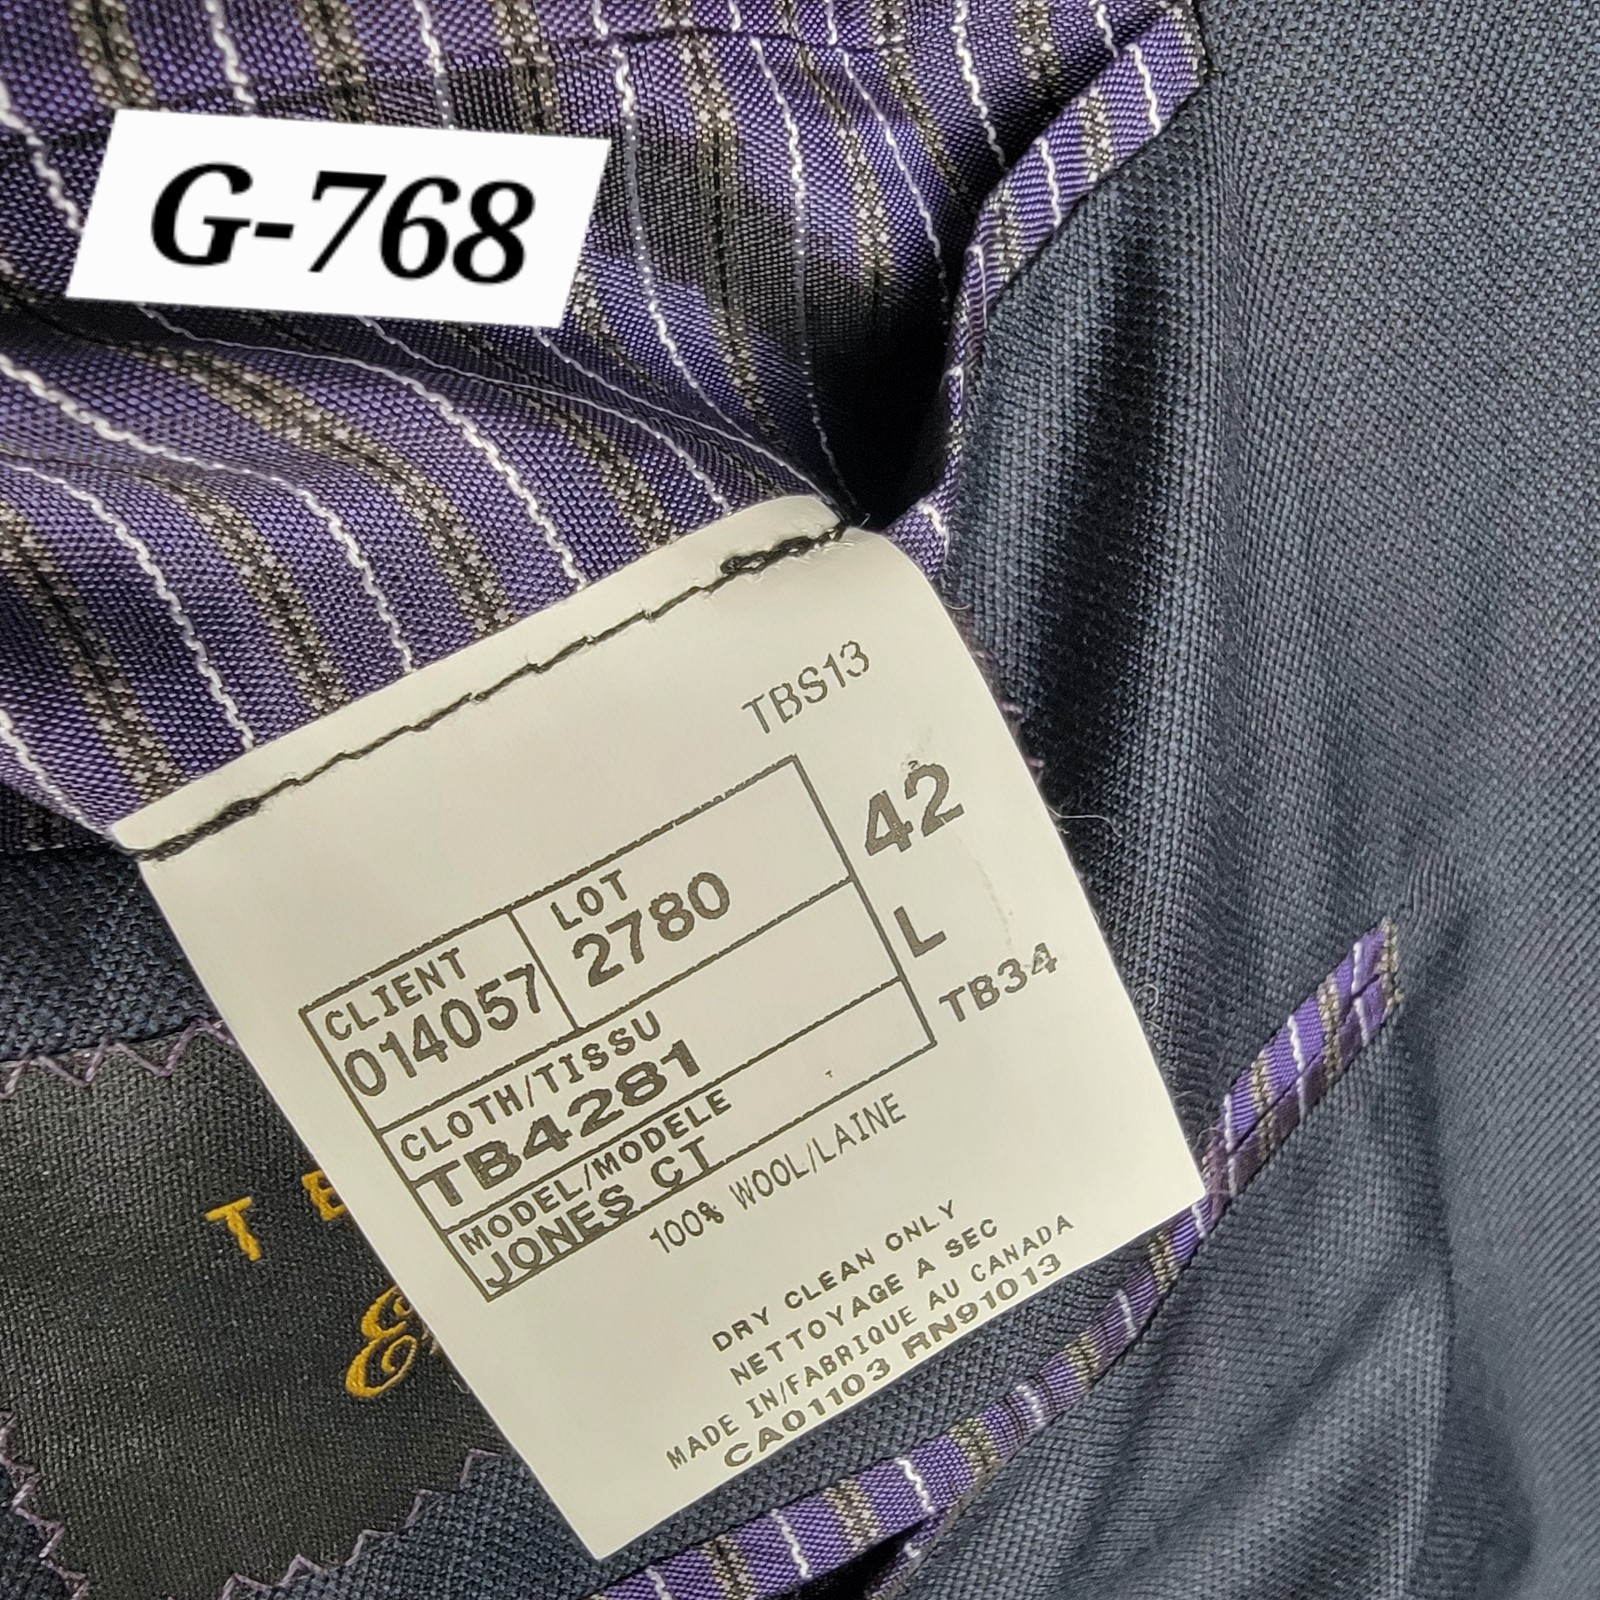 G-768
TBS13
CLIENT
014057
LOT
2780
42
L
CLOTH/TISSU
TB4281
TB34
MODEL/MODELE
JONES CT
100% WOOL/LAINE
DRY CLEAN ONLY
NETTOYAGE A SEC
MADE IN/FABRIQUE AU CANADA
CA01103 RN91013
T E